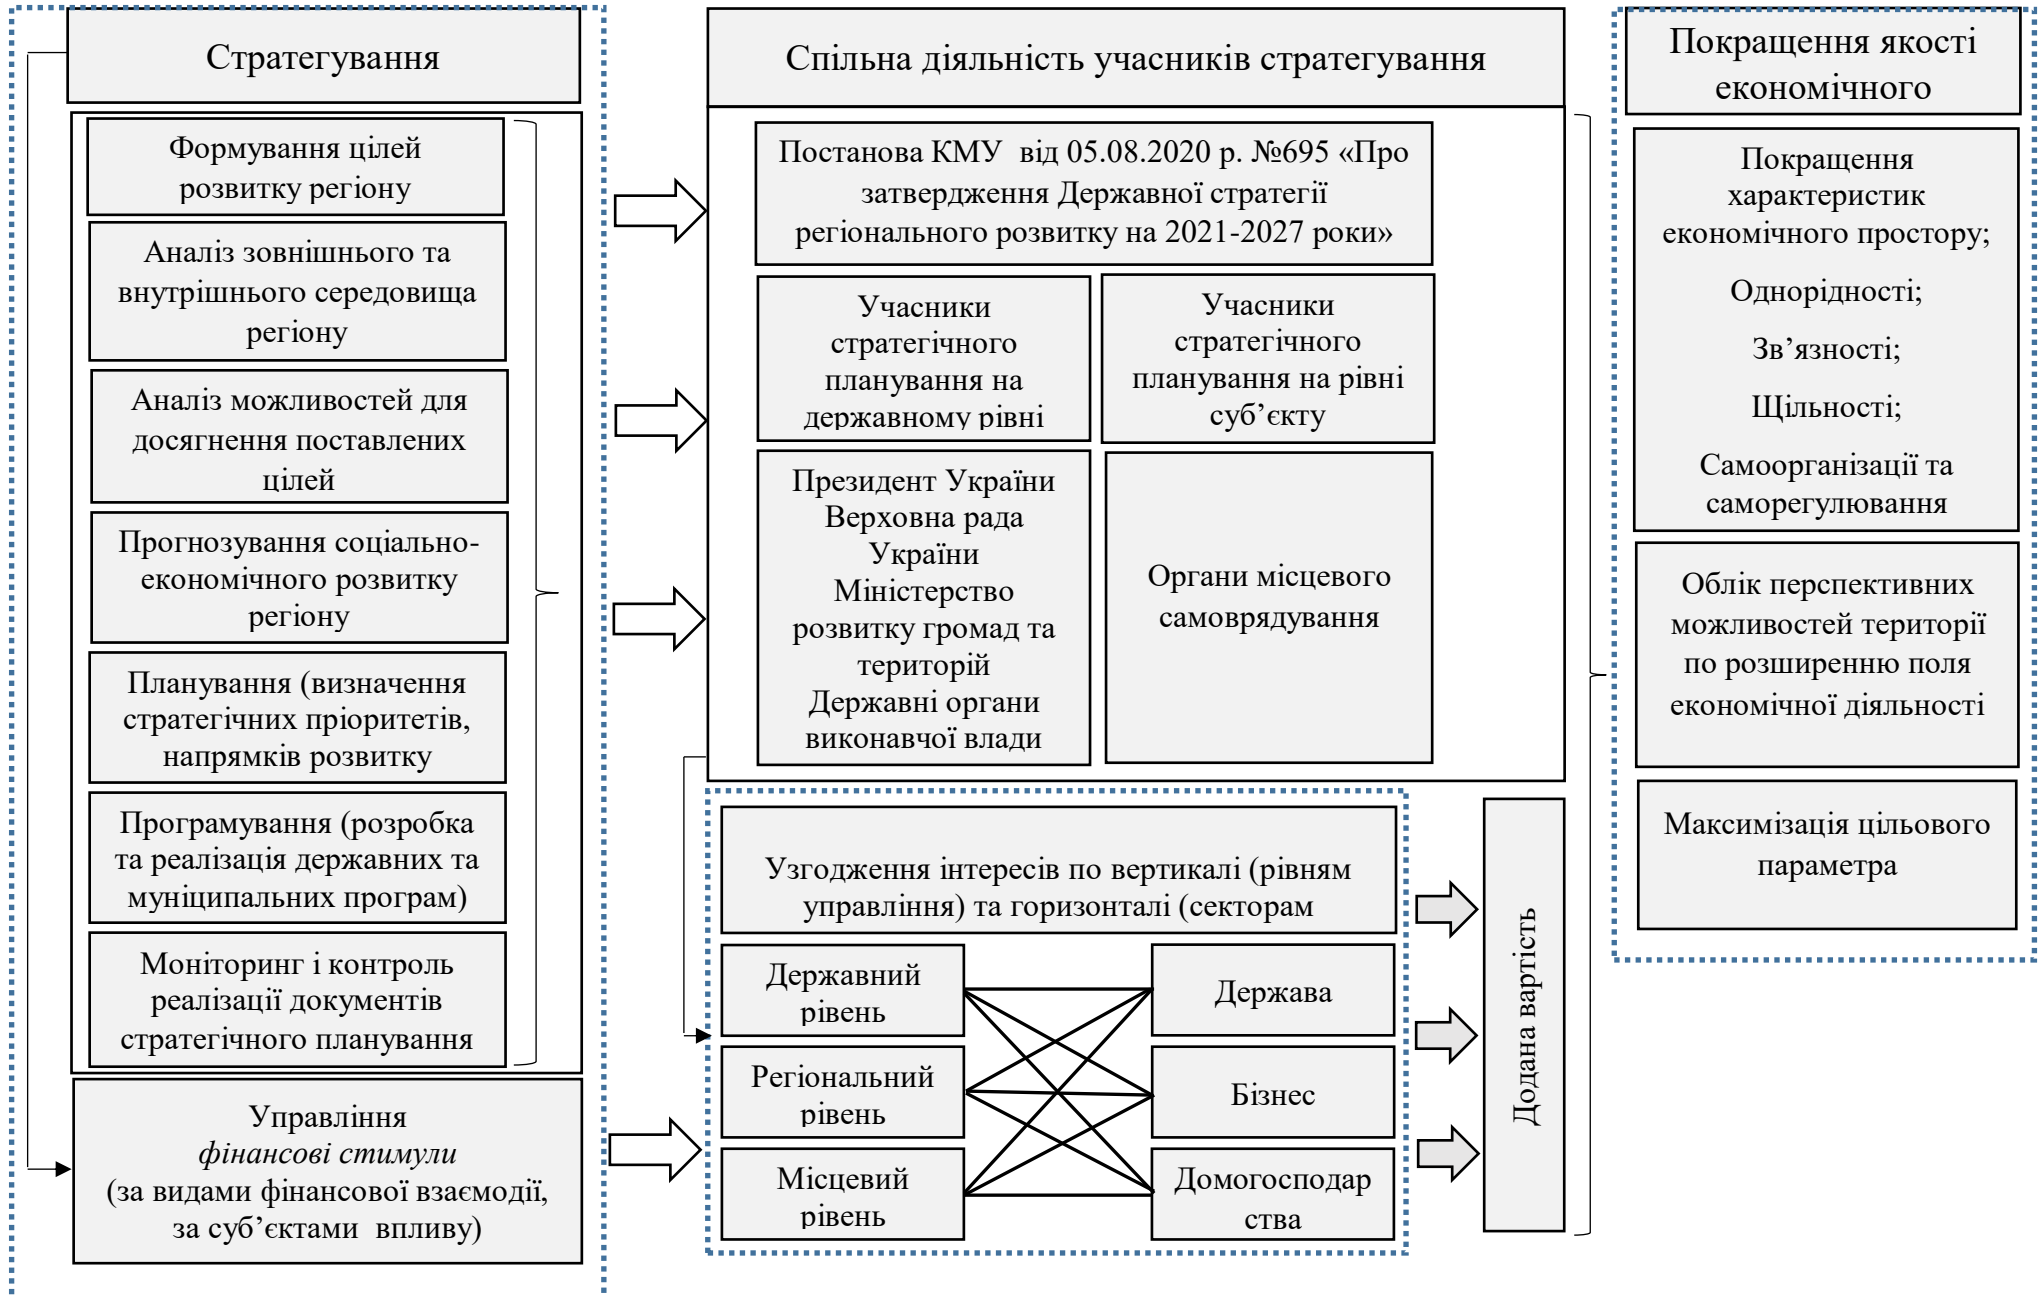 Стратегування
Формування цілей
розвитку регіону
Аналіз зовнішнього та
внутрішнього середовища
регіону
Аналіз можливостей для
досягнення поставлених
цілей
Прогнозування соціально-
економічного розвитку
регіону
Планування (визначення
стратегічних пріоритетів,
напрямків розвитку
Програмування (розробка
та реалізація державних та
муніципальних програм)
Моніторинг і контроль
реалізації документів
стратегічного планування
Управління
фінансові стимули
(за видами фінансової взаємодії,
за суб’єктами впливу)
Спільна діяльність учасників стратегування
Постанова КМУ від 05.08.2020 р. №695 «Про
затвердження Державної стратегії
регіонального розвитку на 2021-2027 роки»
Учасники
стратегічного
планування на
державному рівні
Учасники
стратегічного
планування на рівні
суб’єкту
Президент України
Верховна рада
України
Міністерство
розвитку громад та
територій
Державні органи
виконавчої влади
Органи місцевого
самоврядування
Узгодження інтересів по вертикалі (рівням
управління) та горизонталі (секторам
Державний
рівень
Регіональний
рівень
Місцевий
рівень
Держава
Бізнес
Домогосподар
ства
Додана вартість
Покращення якості
економічного
Покращення
характеристик
економічного простору;
Однорідності;
Зв’язності;
Щільності;
Самоорганізації та
саморегулювання
Облік перспективних
можливостей території
по розширенню поля
економічної діяльності
Максимізація цільового
параметра